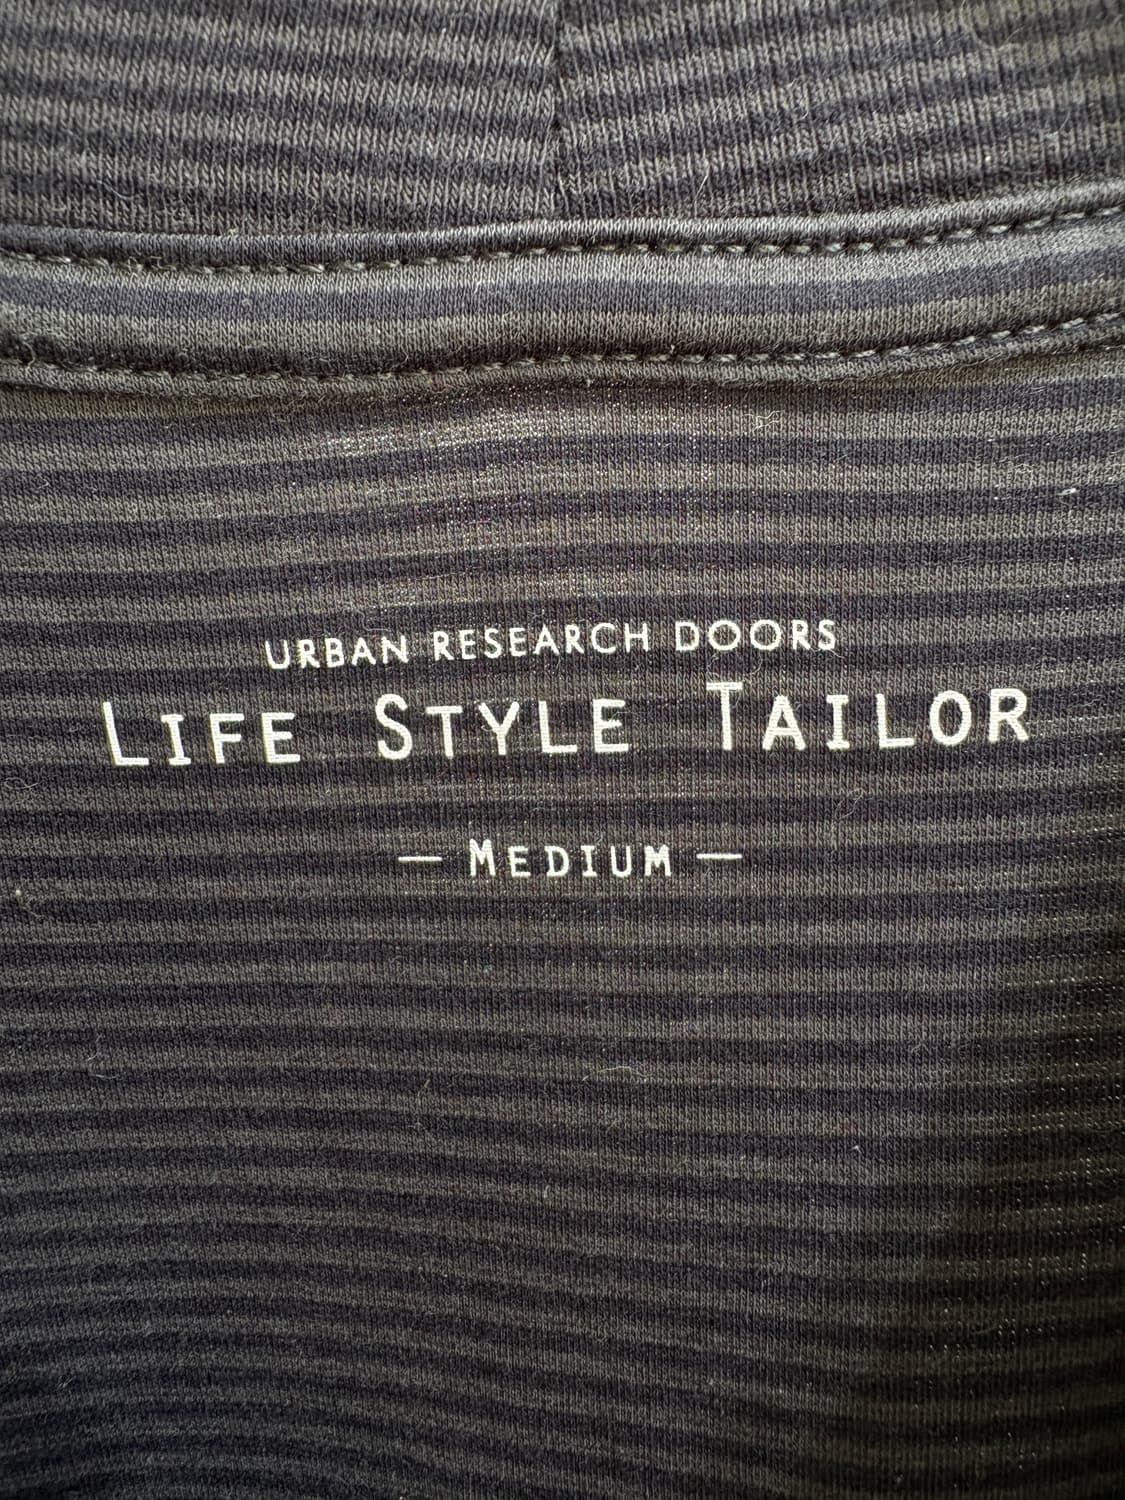 URBAN RESEARCH DOORS
LIFE STYLE TAILOR
— MEDIUM —